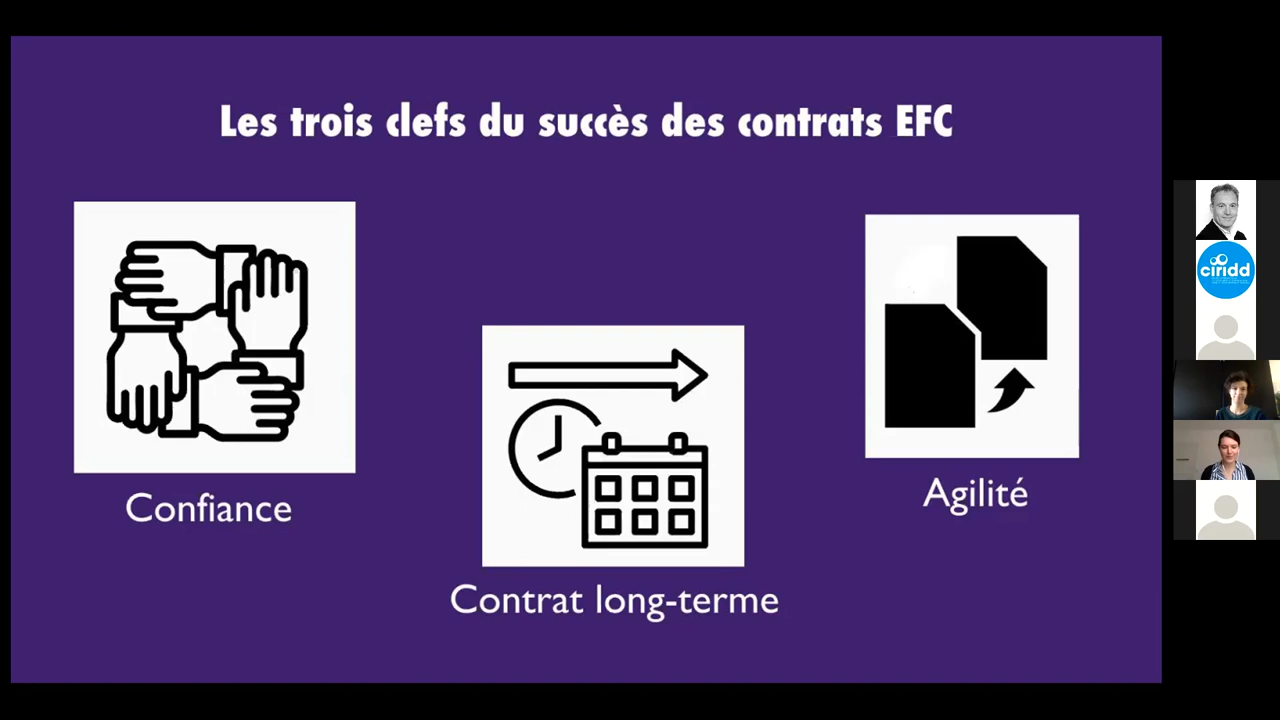 Les trois clefs du succès des contrats EFC
Confiance
Contrat long-terme
Agilité
ciridd